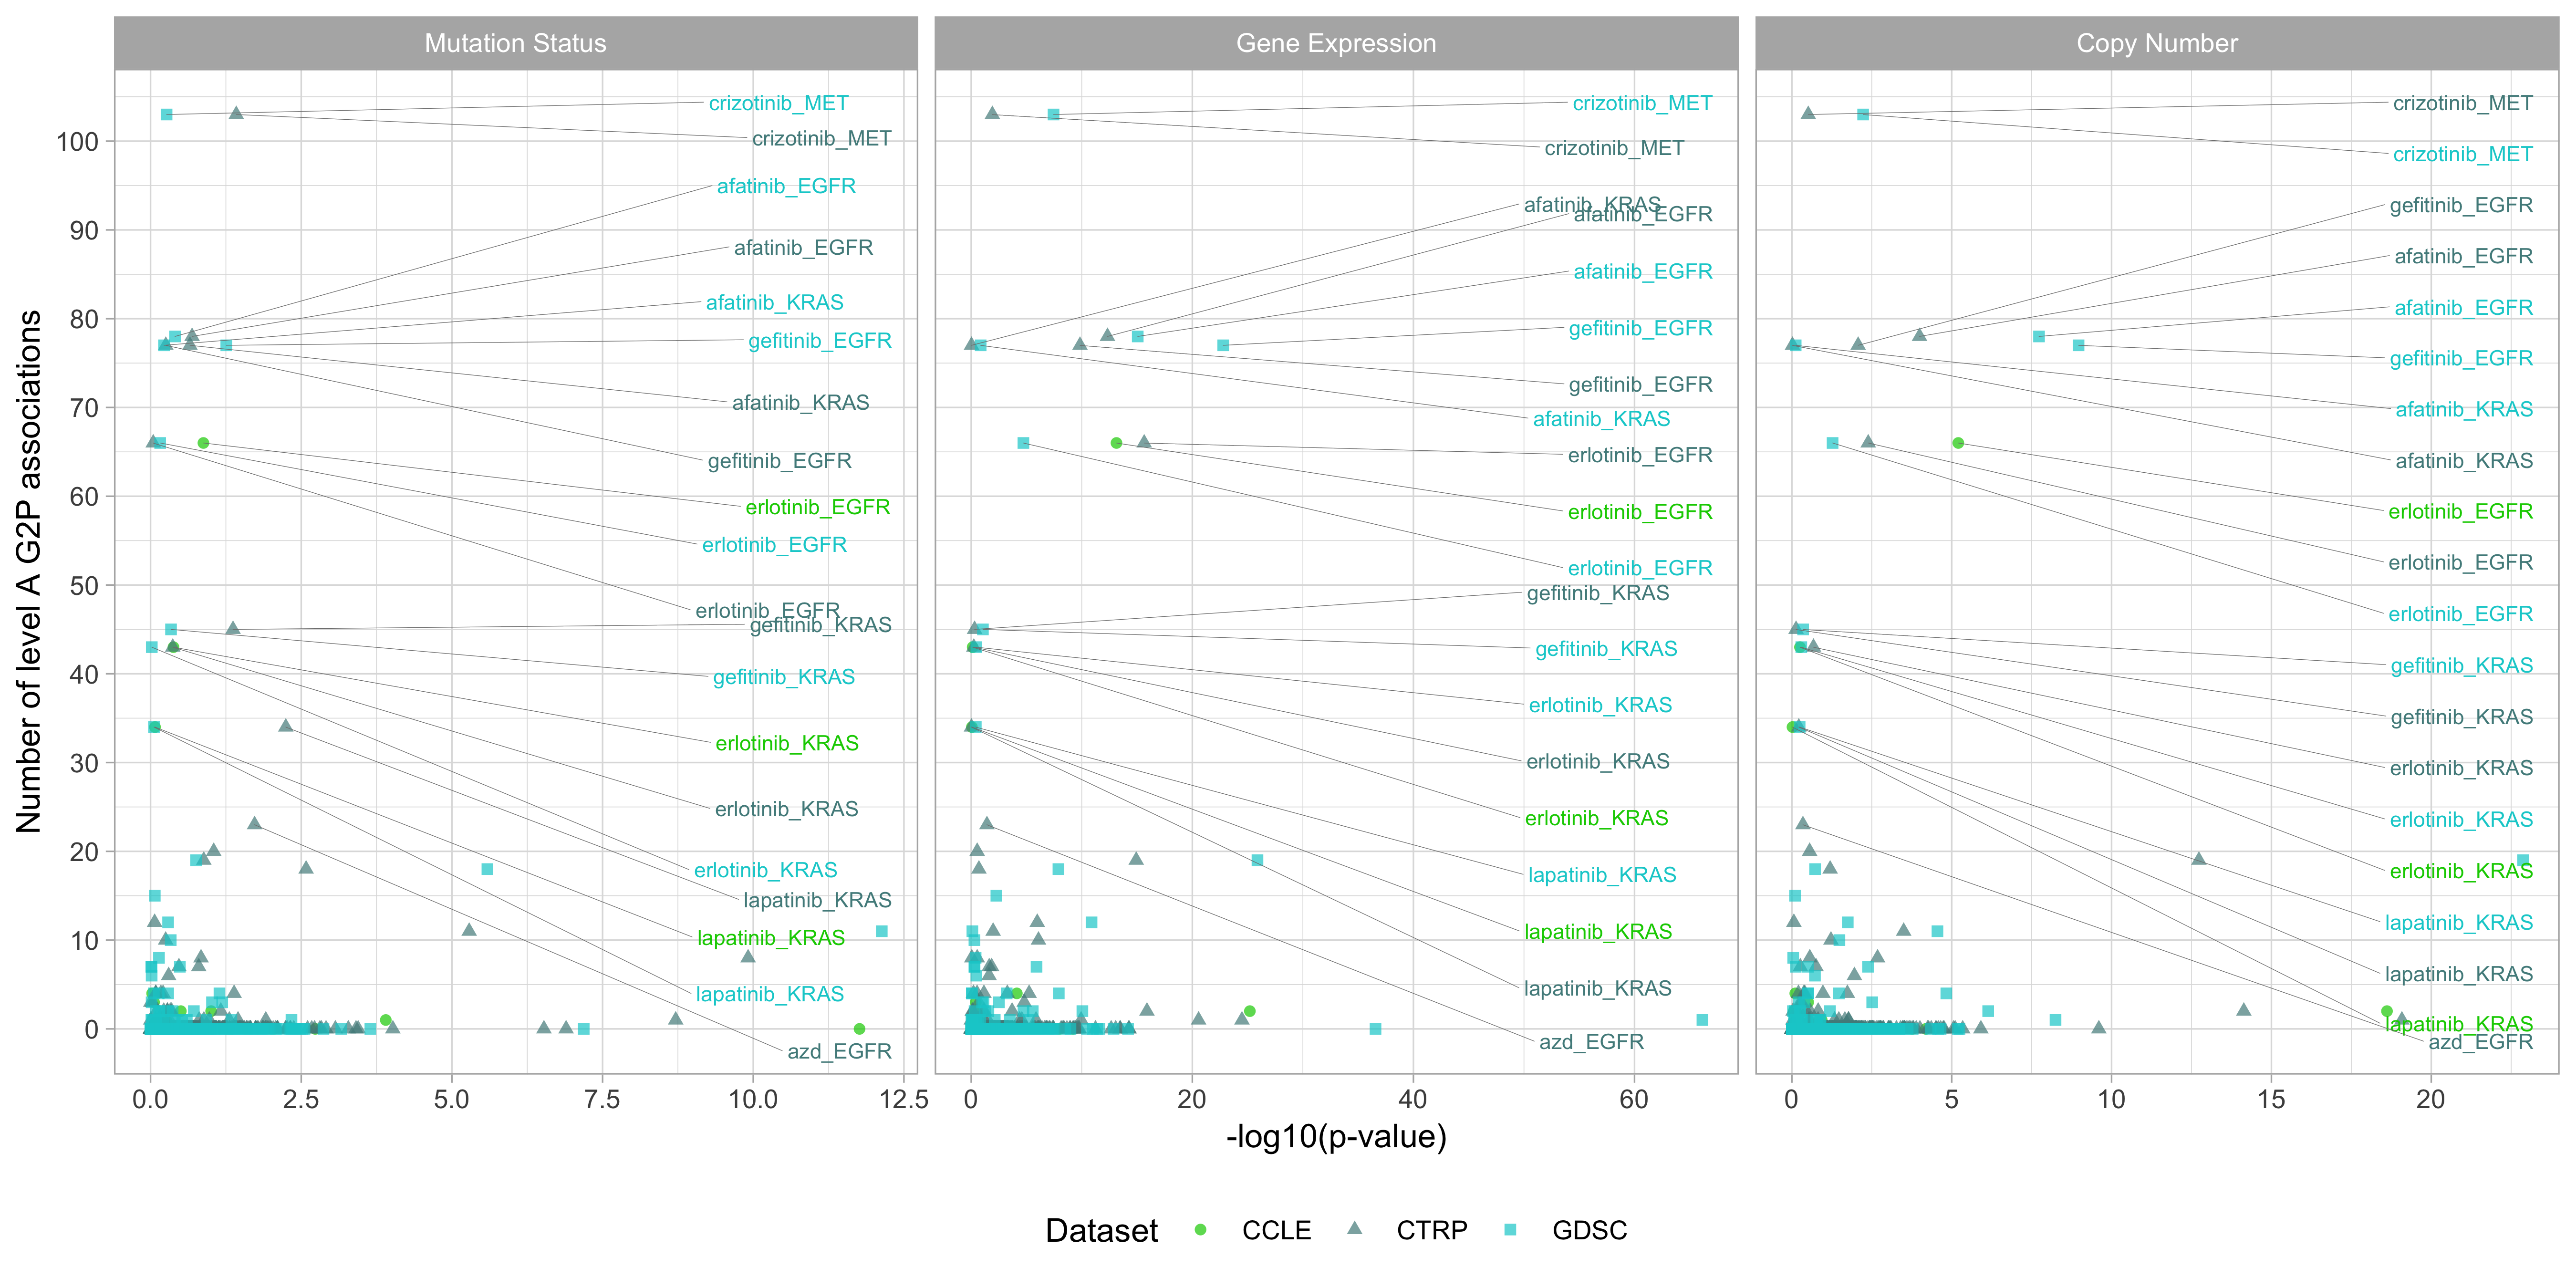 Mutation Status
Gene Expression
Copy Number
Number of level A G2P associations
100
90
80
70
60
50
40
30
20
10
0
crizotinib_MET
crizotinib_MET
afatinib_EGFR
afatinib_EGFR
afatinib_KRAS
gefitinib_EGFR
afatinib_KRAS
gefitinib_EGFR
erlotinib_EGFR
erlotinib_EGFR
erlotinib_EGFR
gefitinib_KRAS
gefitinib_KRAS
erlotinib_KRAS
erlotinib_KRAS
erlotinib_KRAS
lapatinib_KRAS
lapatinib_KRAS
lapatinib_KRAS
azd_EGFR
crizotinib_MET
crizotinib_MET
afatinib_KRAS
afatinib_EGFR
afatinib_EGFR
gefitinib_EGFR
gefitinib_EGFR
afatinib_KRAS
erlotinib_EGFR
erlotinib_EGFR
erlotinib_EGFR
gefitinib_KRAS
gefitinib_KRAS
erlotinib_KRAS
erlotinib_KRAS
erlotinib_KRAS
lapatinib_KRAS
lapatinib_KRAS
lapatinib_KRAS
azd_EGFR
crizotinib_MET
crizotinib_MET
gefitinib_EGFR
afatinib_EGFR
afatinib_EGFR
gefitinib_EGFR
afatinib_KRAS
afatinib_KRAS
erlotinib_EGFR
erlotinib_EGFR
erlotinib_EGFR
gefitinib_KRAS
gefitinib_KRAS
erlotinib_KRAS
erlotinib_KRAS
erlotinib_KRAS
lapatinib_KRAS
lapatinib_KRAS
lapatinib_KRAS
azd_EGFR
0.0 2.5 5.0 7.5 10.0 12.5
0 20 40 60
0 5 10 15 20
-log10(p-value)
Dataset CCLE CTRP GDSC